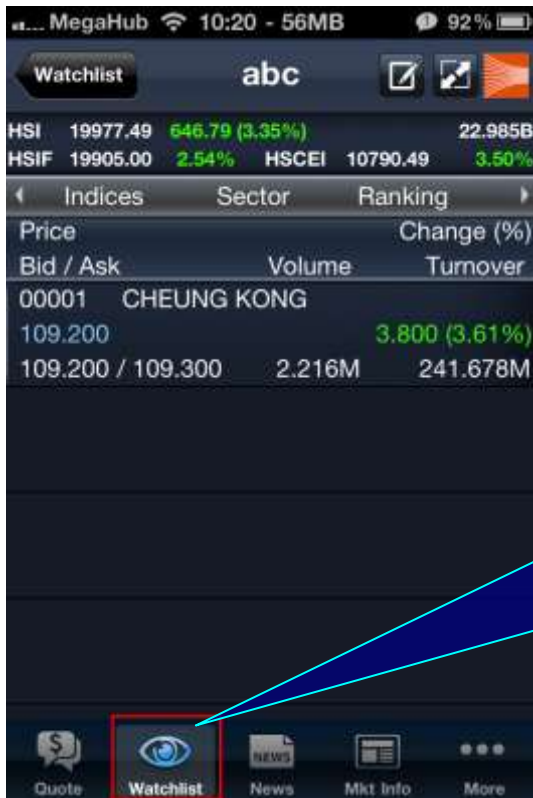 a.... MegaHub 10:20 - 56MB 92%
Watchlist abc
HSI 19977.49 646.79 (3.35%) 22.985B
HSIF 19905.00 2.54% HSCEI 10790.49 3.50%
Indices Sector Ranking
Price Change (%)
Bid / Ask Volume Turnover
00001 CHEUNG KONG
109.200 3.800 (3.61%)
109.200 / 109.300 2.216M 241.678M
$
NEWS
Quote Watchlist News Mkt Info More